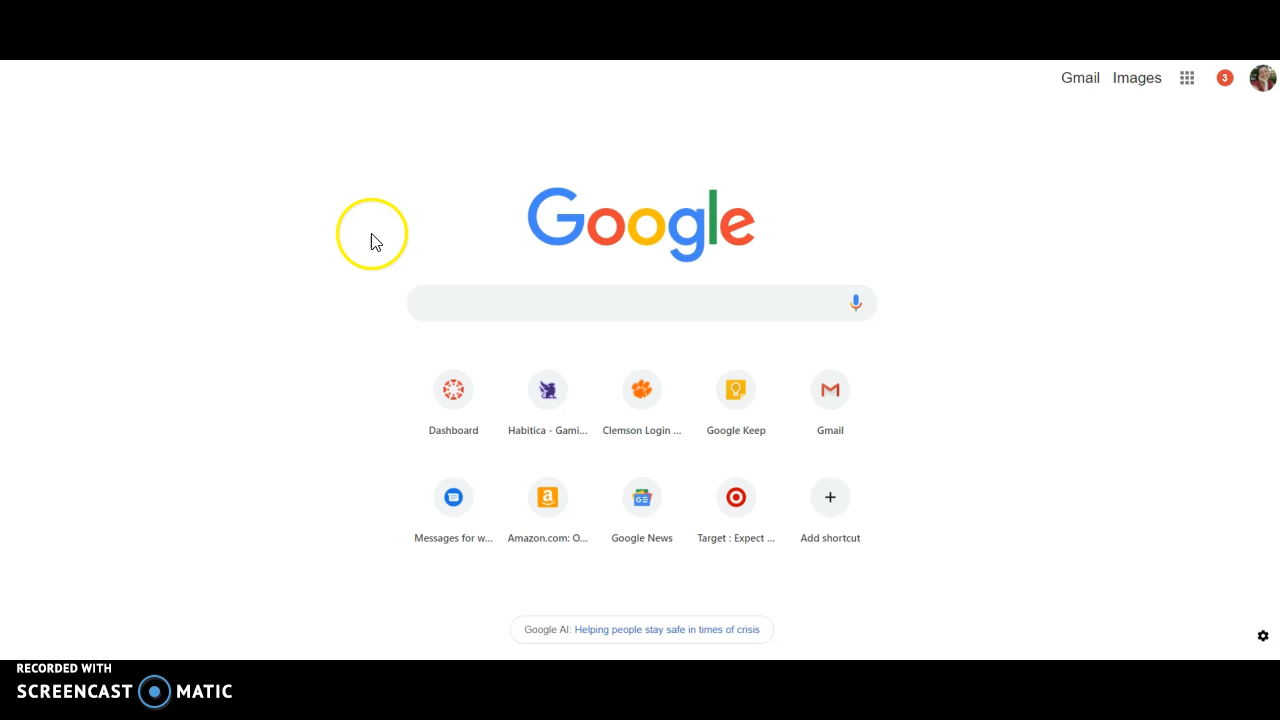 Gmail Images 3
Google
Dashboard Habitica - Gami... Clemson Login ... Google Keep Gmail
Messages for w... Amazon.com: O... Google News Target : Expect ... Add shortcut
Google AI: Helping people stay safe in times of crisis
RECORDED WITH
SCREENCAST MATIC